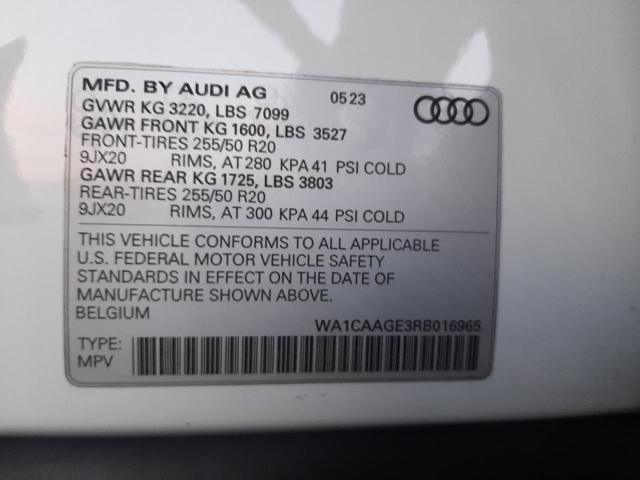 MFD. BY AUDI AG 0523
GVWR KG 3220, LBS 7099
GAWR FRONT KG 1600, LBS 3527
FRONT-TIRES 255/50 R20
9JX20 RIMS, AT 280 KPA 41 PSI COLD
GAWR REAR KG 1725, LBS 3803
REAR-TIRES 255/50 R20
9JX20 RIMS, AT 300 KPA 44 PSI COLD
THIS VEHICLE CONFORMS TO ALL APPLICABLE
U.S. FEDERAL MOTOR VEHICLE SAFETY
STANDARDS IN EFFECT ON THE DATE OF
MANUFACTURE SHOWN ABOVE.
BELGIUM
WA1CAAGE3RB016965
TYPE:
MPV